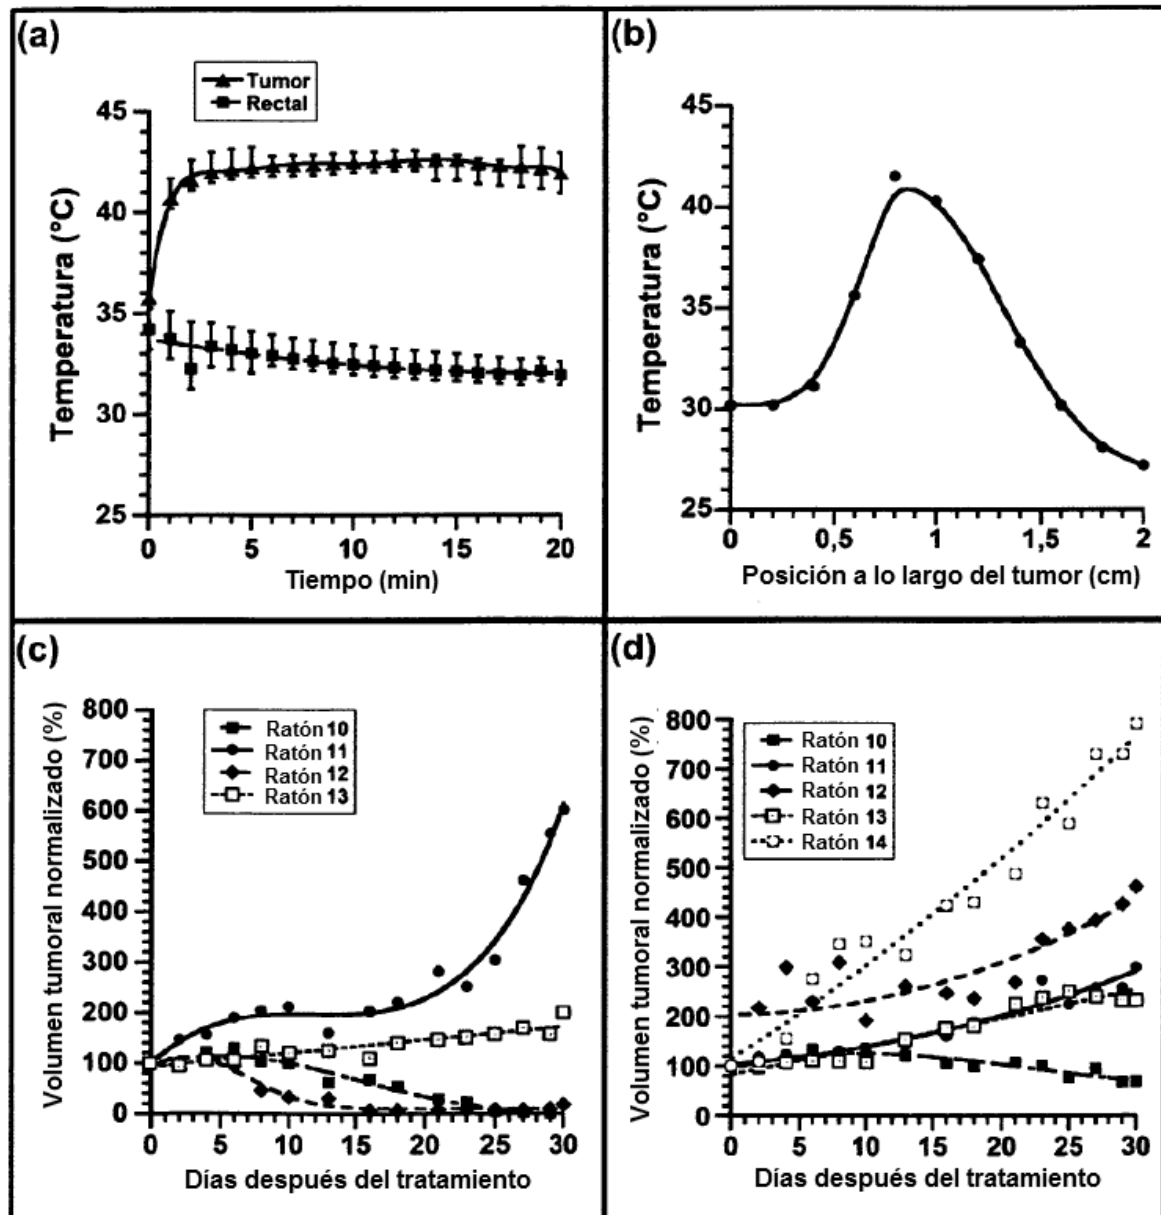 (a)
Tumor
Rectal
45
40
35
30
25
Temperatura (°C)
0 5 10 15 20
Tiempo (min)
(b)
45
40
35
30
25
Temperatura (°C)
0 0,5 1 1,5 2
Posición a lo largo del tumor (cm)
(c)
Ratón 10
Ratón 11
Ratón 12
Ratón 13
800
700
600
500
400
300
200
100
0
Volumen tumoral normalizado (%)
0 5 10 15 20 25 30
Días después del tratamiento
(d)
Ratón 10
Ratón 11
Ratón 12
Ratón 13
Ratón 14
800
700
600
500
400
300
200
100
0
Volumen tumoral normalizado (%)
0 5 10 15 20 25 30
Días después del tratamiento